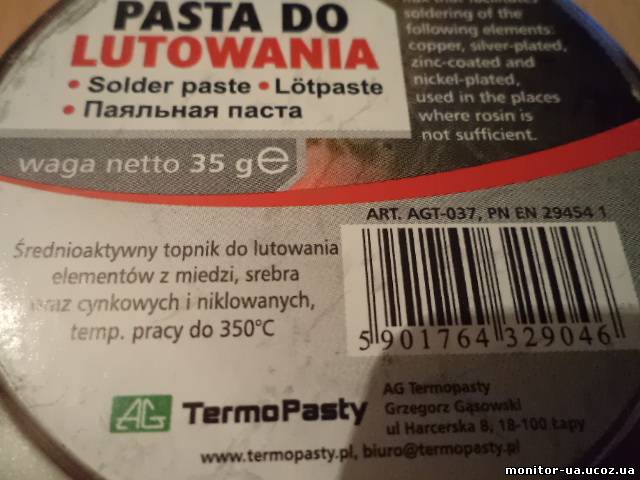 PASTA DO
LUTOWANIA
• Solder paste • Lötpaste
• Паяльная паста
that facilitates
soldering of the
following elements:
copper, silver-plated,
zinc-coated and
nickel-plated,
used in the places
where rosin is
not sufficient.
waga netto 35 g ℮
ART. AGT-037, PN EN 29454 1
Średnioaktywny topnik do lutowania
elementów z miedzi, srebra
oraz cynkowych i niklowanych,
temp. pracy do 350°C
5 901764 329046
AG TermoPasty
AG Termopasty
Grzegorz Gąsowski
ul Harcerska 8, 18-100 Łapy
www.termopasty.pl, biuro@termopasty.pl
monitor-ua.ucoz.ua